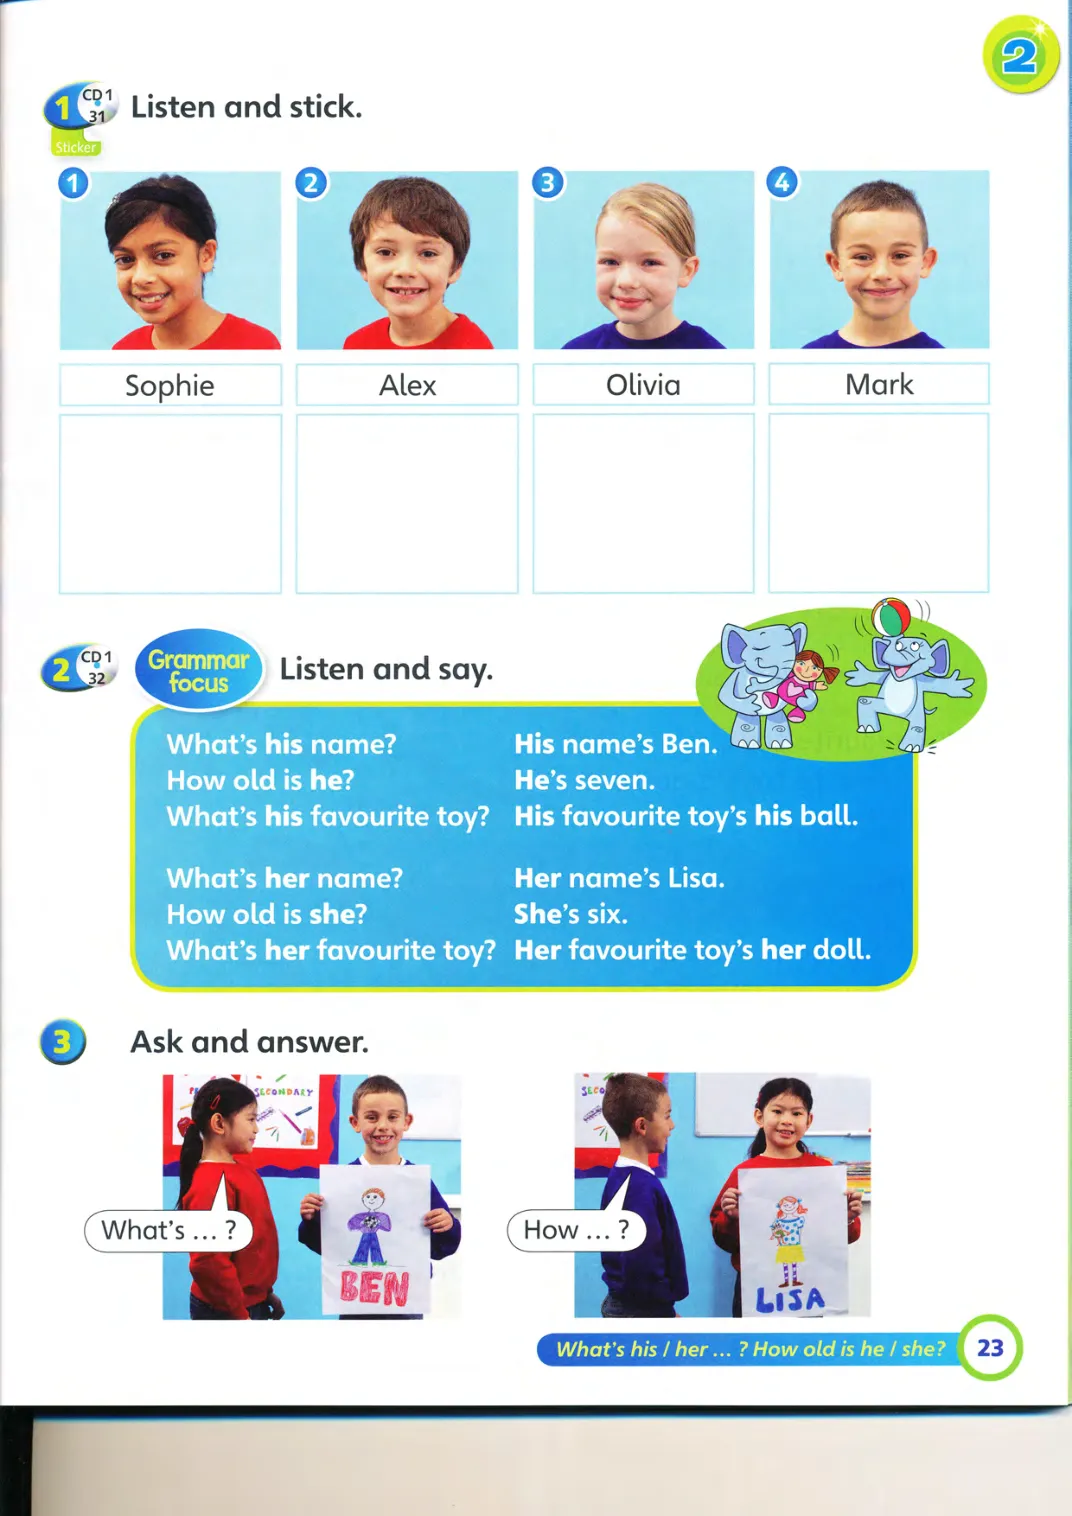 2
1 CD1 31 Listen and stick.
Sticker
1 2 3 4
Sophie Alex Olivia Mark
2 CD1 32 Grammar focus Listen and say.
What's his name? His name's Ben.
How old is he? He's seven.
What's his favourite toy? His favourite toy's his ball.
What's her name? Her name's Lisa.
How old is she? She's six.
What's her favourite toy? Her favourite toy's her doll.
3 Ask and answer.
SECONDARY
What's ... ?
BEN
How ... ?
LISA
What's his / her ... ? How old is he / she? 23